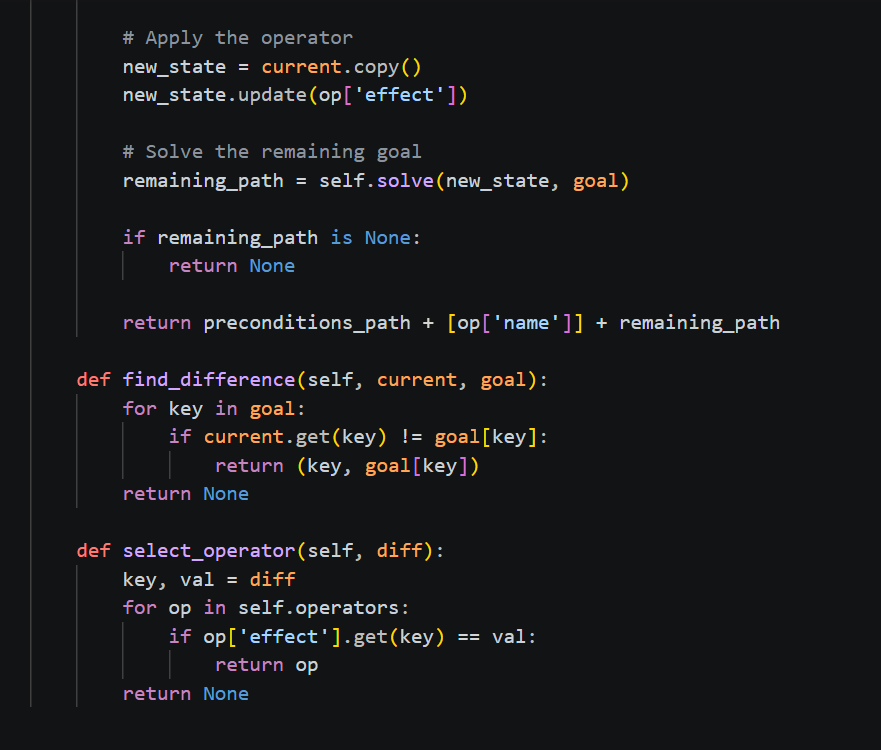 # Apply the operator
new_state = current.copy()
new_state.update(op['effect'])
# Solve the remaining goal
remaining_path = self.solve(new_state, goal)
if remaining_path is None:
return None
return preconditions_path + [op['name']] + remaining_path
def find_difference(self, current, goal):
for key in goal:
if current.get(key) != goal[key]:
return (key, goal[key])
return None
def select_operator(self, diff):
key, val = diff
for op in self.operators:
if op['effect'].get(key) == val:
return op
return None